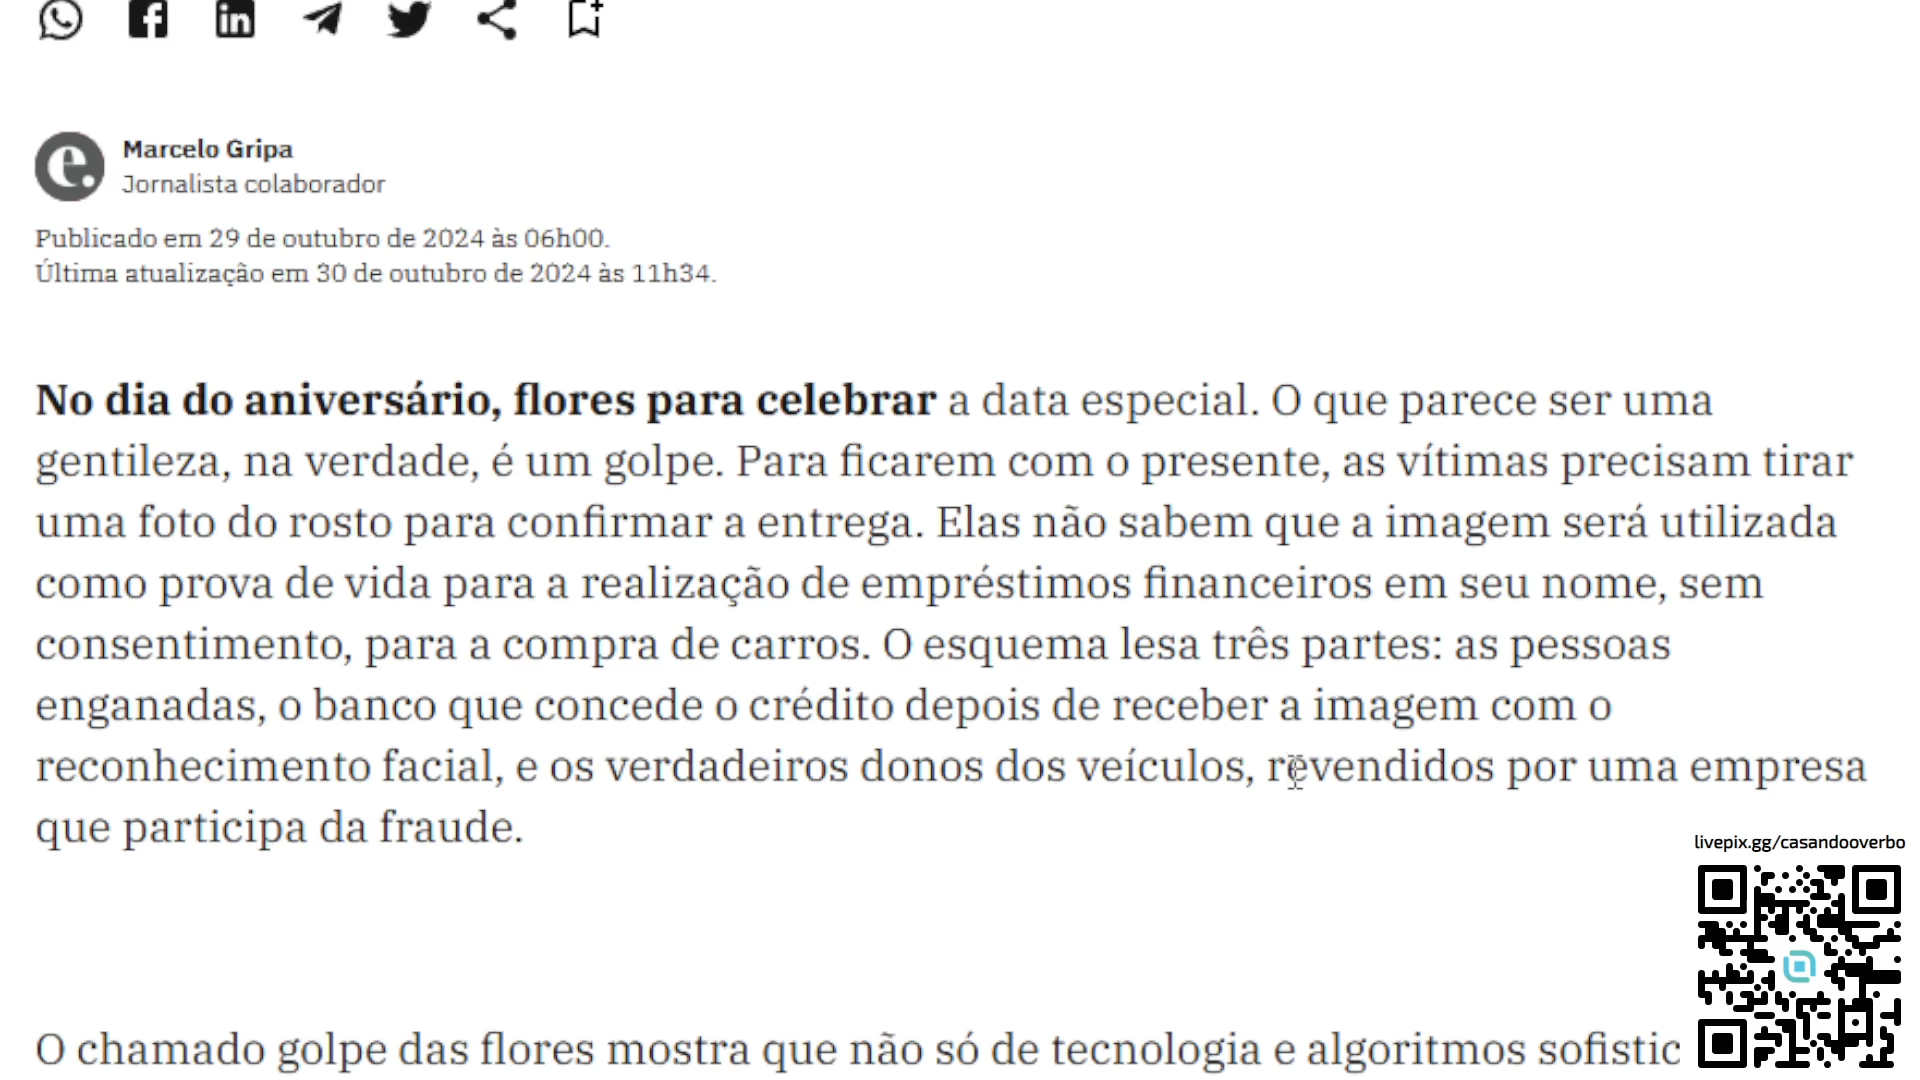 Marcelo Gripa
Jornalista colaborador
Publicado em 29 de outubro de 2024 às 06h00.
Última atualização em 30 de outubro de 2024 às 11h34.
No dia do aniversário, flores para celebrar a data especial. O que parece ser uma
gentileza, na verdade, é um golpe. Para ficarem com o presente, as vítimas precisam tirar
uma foto do rosto para confirmar a entrega. Elas não sabem que a imagem será utilizada
como prova de vida para a realização de empréstimos financeiros em seu nome, sem
consentimento, para a compra de carros. O esquema lesa três partes: as pessoas
enganadas, o banco que concede o crédito depois de receber a imagem com o
reconhecimento facial, e os verdadeiros donos dos veículos, revendidos por uma empresa
que participa da fraude.
livepix.gg/casandooverbo
O chamado golpe das flores mostra que não só de tecnologia e algoritmos sofistic